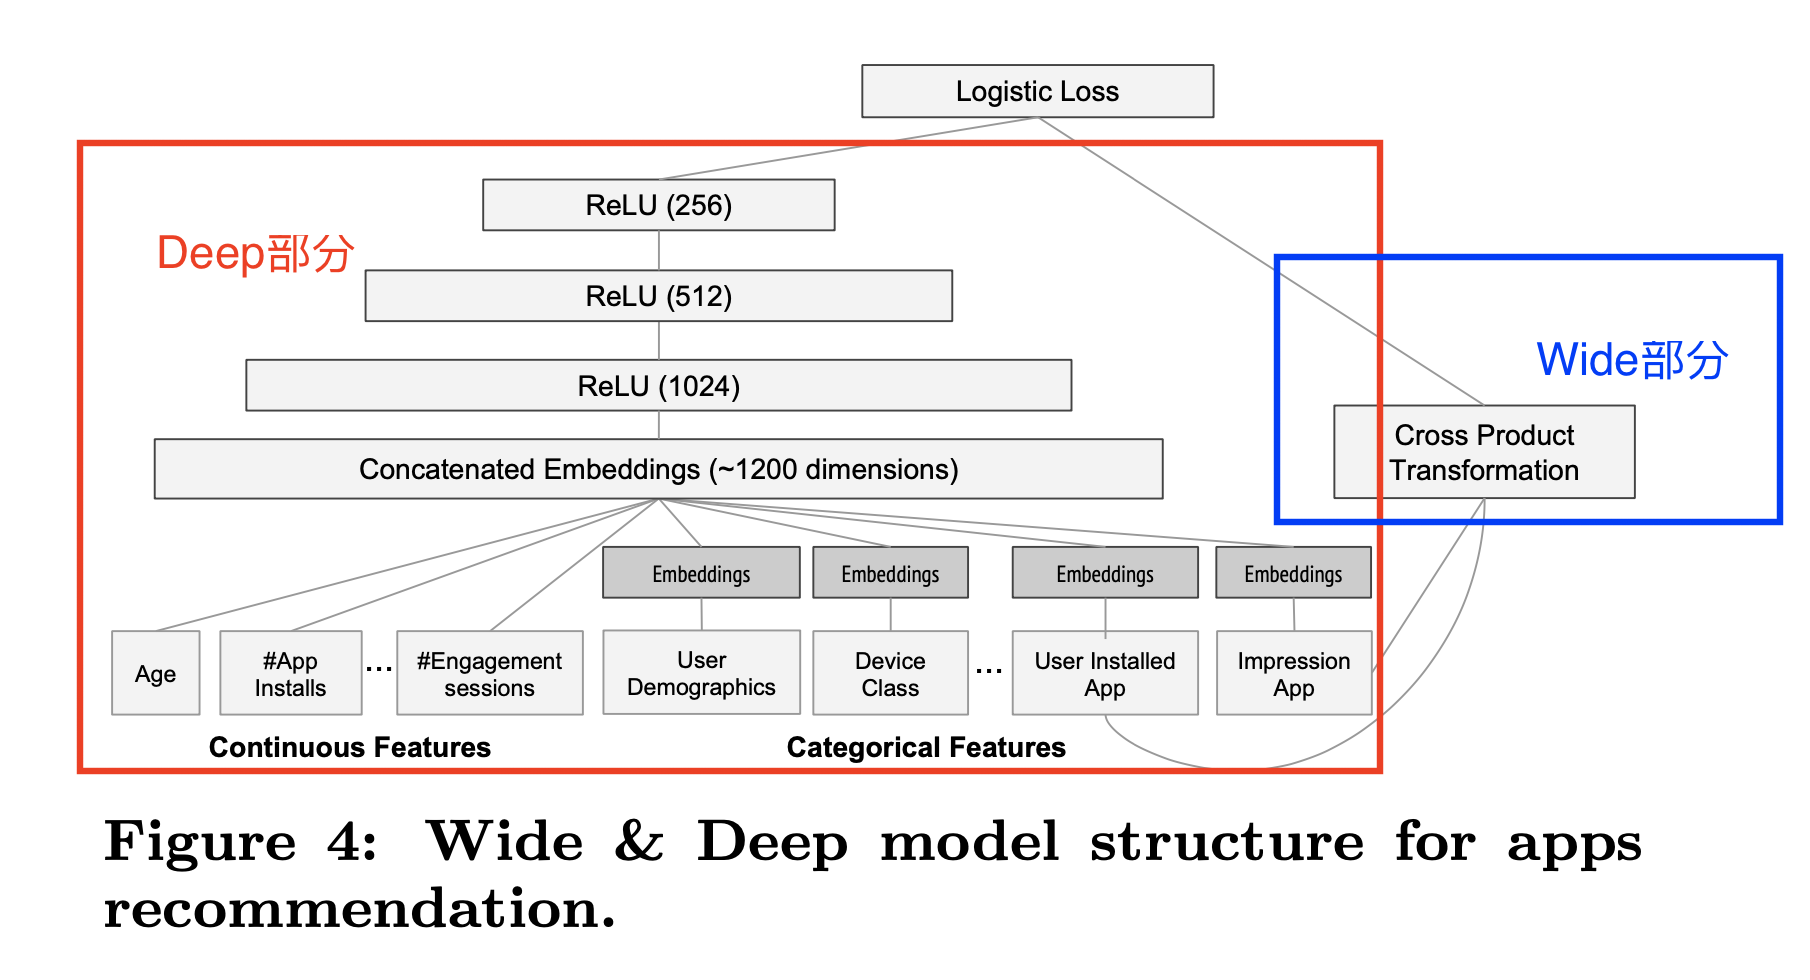 Logistic Loss
ReLU (256)
Deep部分
ReLU (512)
Wide部分
ReLU (1024)
Cross Product
Transformation
Concatenated Embeddings (~1200 dimensions)
Embeddings
Embeddings
Embeddings
Embeddings
Age
#App
Installs
...
#Engagement
sessions
User
Demographics
Device
Class
...
User Installed
App
Impression
App
Continuous Features
Categorical Features
Figure 4: Wide & Deep model structure for apps
recommendation.